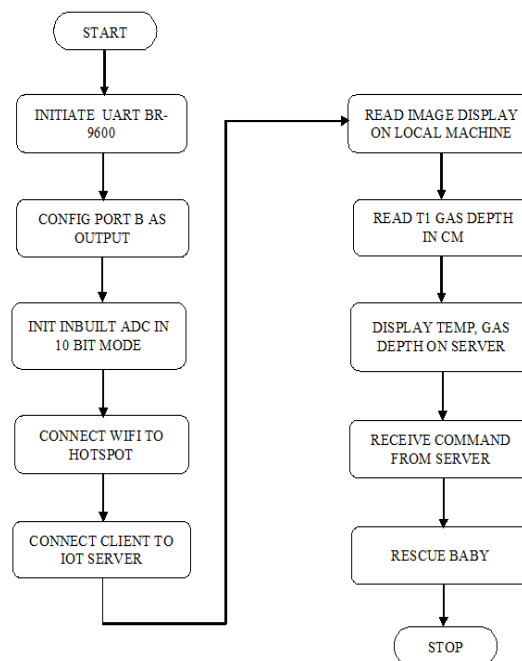 START
INITIATE UART BR-
9600
CONFIG PORT B AS
OUTPUT
INIT INBUILT ADC IN
10 BIT MODE
CONNECT WIFI TO
HOTSPOT
CONNECT CLIENT TO
IOT SERVER
READ IMAGE DISPLAY
ON LOCAL MACHINE
READ T1 GAS DEPTH
IN CM
DISPLAY TEMP, GAS
DEPTH ON SERVER
RECEIVE COMMAND
FROM SERVER
RESCUE BABY
STOP